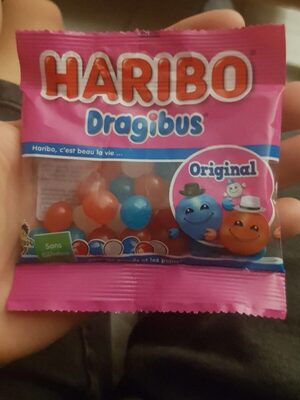 HARIBO
Dragibus
Haribo, c'est beau la vie ...
Original
Sans